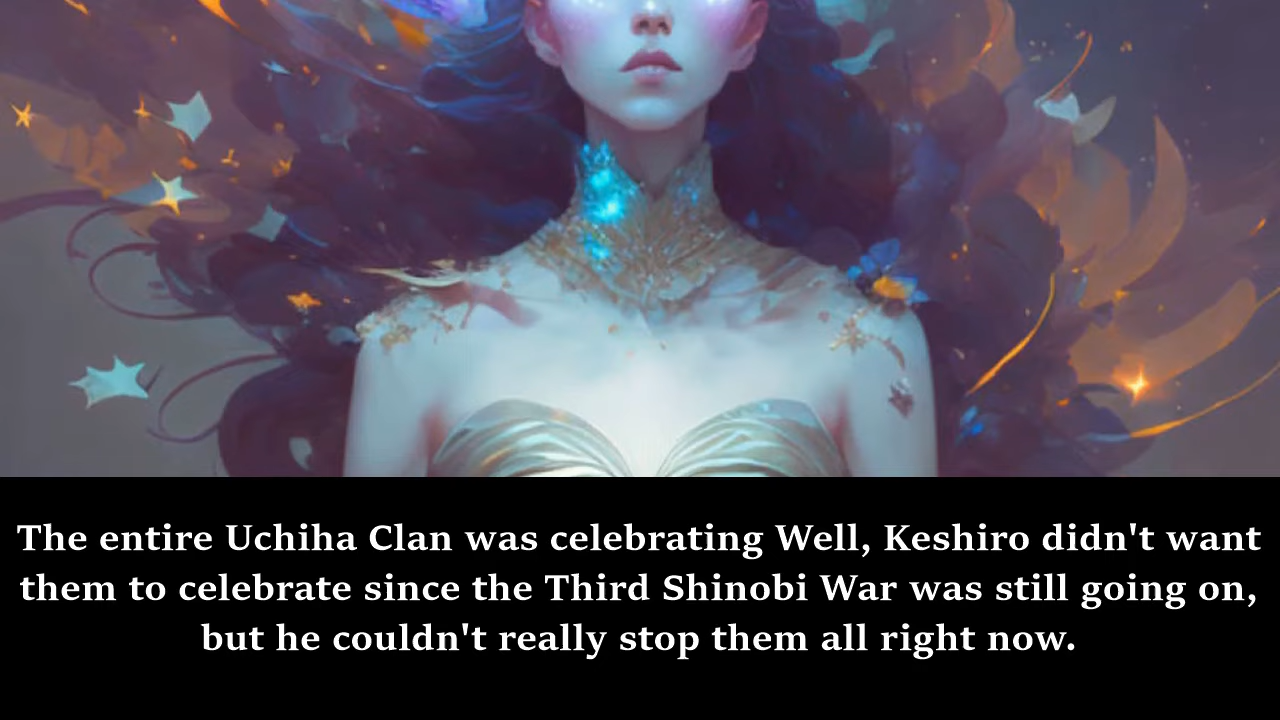 The entire Uchiha Clan was celebrating Well, Keshiro didn't want
them to celebrate since the Third Shinobi War was still going on,
but he couldn't really stop them all right now.